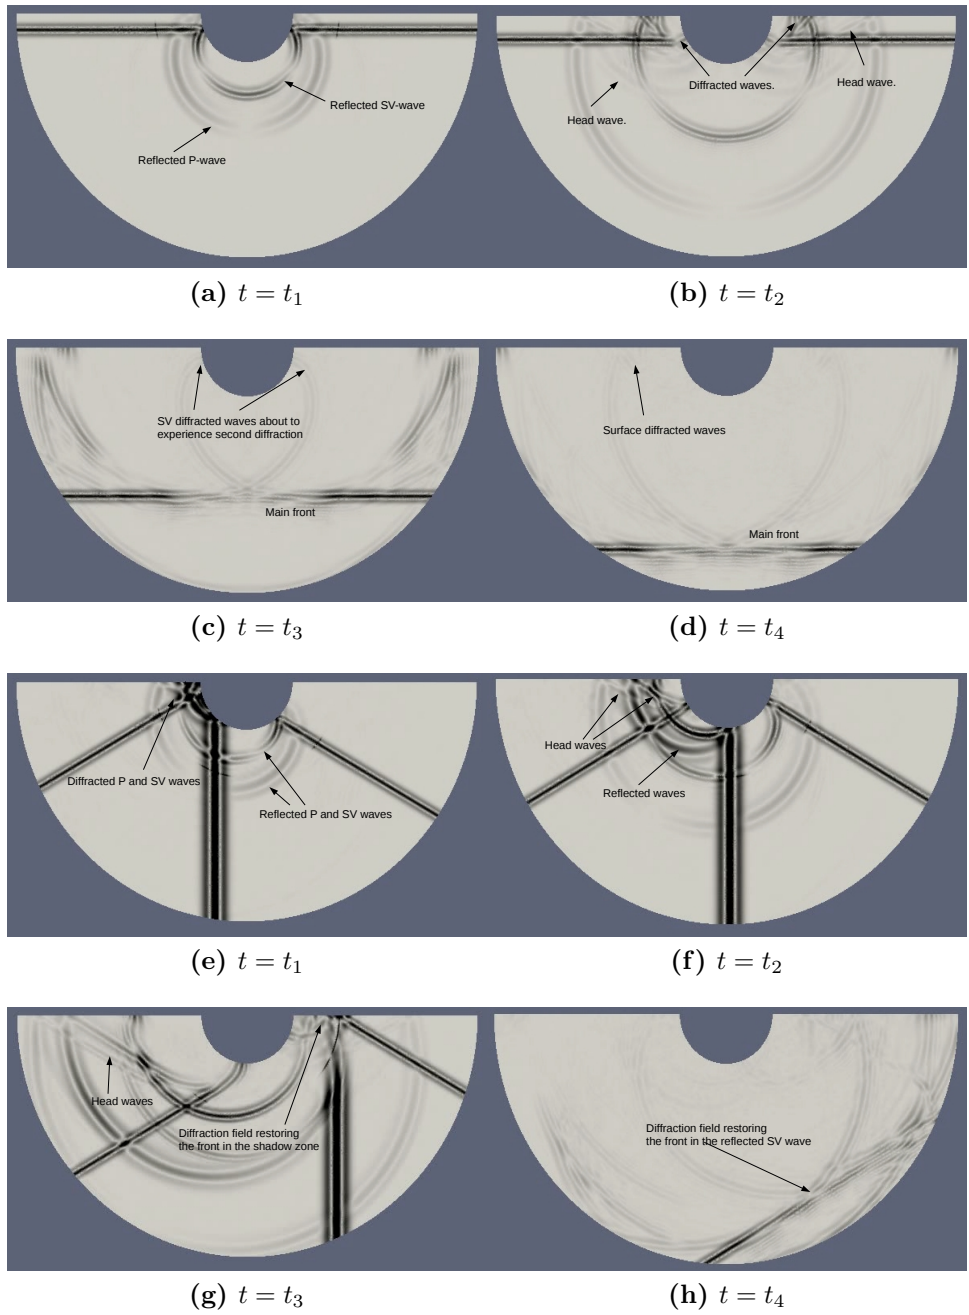 Reflected SV-wave
Reflected P-wave
(a) t = t1
Diffracted waves.
Head wave.
Head wave.
(b) t = t2
SV diffracted waves about to
experience second diffraction
Main front
(c) t = t3
Surface diffracted waves
Main front
(d) t = t4
Diffracted P and SV waves
Reflected P and SV waves
(e) t = t1
Head waves
Reflected waves
(f) t = t2
Head waves
Diffraction field restoring
the front in the shadow zone
(g) t = t3
Diffraction field restoring
the front in the reflected SV wave
(h) t = t4